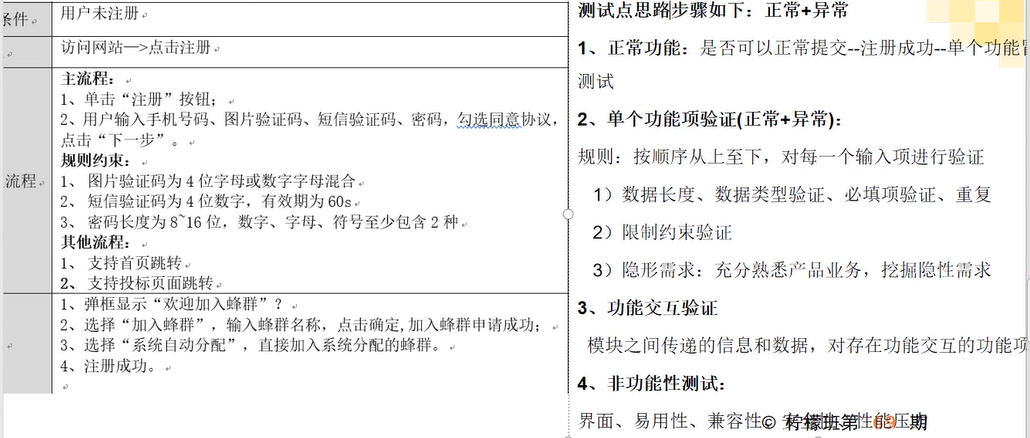 条件
用户未注册
访问网站—>点击注册
流程
主流程：
1、单击“注册”按钮；
2、用户输入手机号码、图片验证码、短信验证码、密码，勾选同意协议，
点击“下一步”。
规则约束：
1、 图片验证码为 4 位字母或数字字母混合
2、 短信验证码为 4 位数字，有效期为 60s
3、 密码长度为 8~16 位，数字、字母、符号至少包含 2 种
其他流程：
1、 支持首页跳转
2、 支持投标页面跳转
1、弹框显示“欢迎加入蜂群”？
2、选择“加入蜂群”，输入蜂群名称，点击确定,加入蜂群申请成功；
3、选择“系统自动分配”，直接加入系统分配的蜂群。
4、注册成功。
测试点思路步骤如下：正常+异常
1、正常功能：是否可以正常提交--注册成功--单个功能冒
测试
2、单个功能项验证(正常+异常)：
规则：按顺序从上至下，对每一个输入项进行验证
1）数据长度、数据类型验证、必填项验证、重复
2）限制约束验证
3）隐形需求：充分熟悉产品业务，挖掘隐性需求
3、功能交互验证
模块之间传递的信息和数据，对存在功能交互的功能项
4、非功能性测试：
界面、易用性、兼容性、安全性、性能压力
© 柠檬班第 69 期